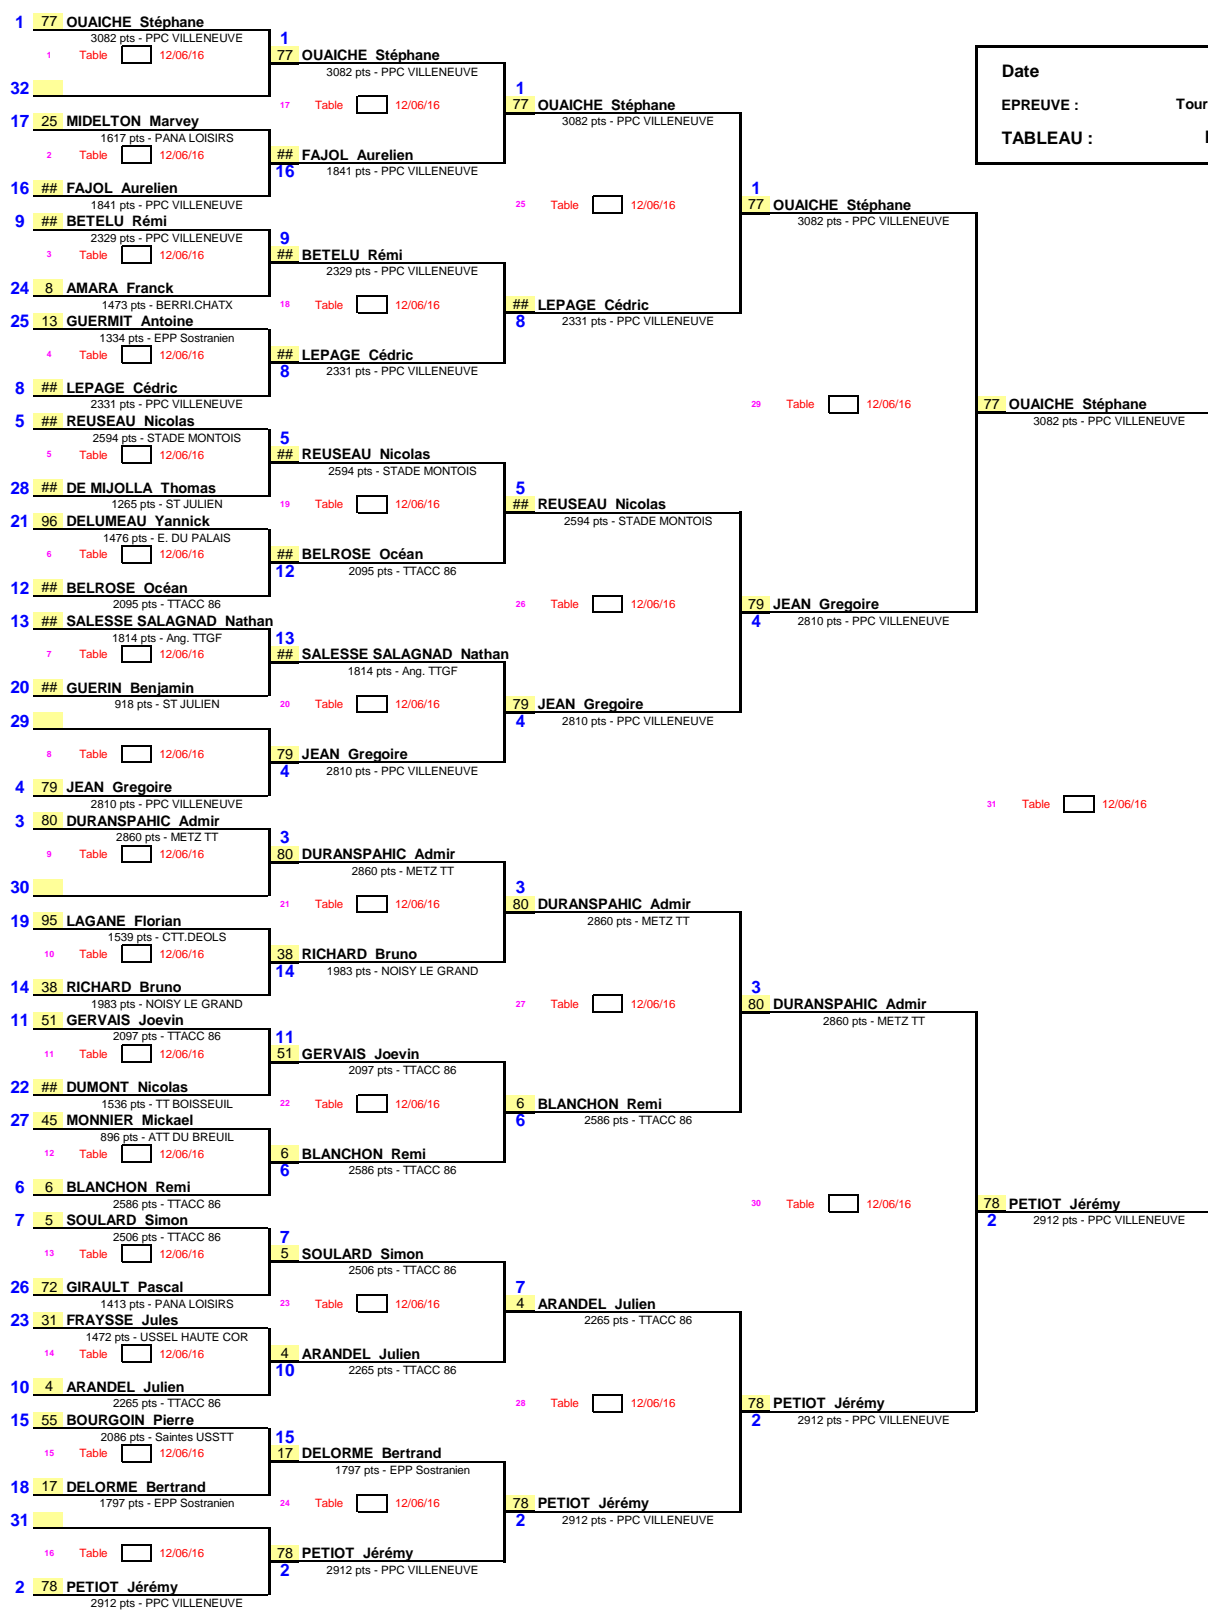 1 77 OUAICHE Stéphane
3082 pts - PPC VILLENEUVE
1 Table 12/06/16
32
17 25 MIDELTON Marvey
1617 pts - PANA LOISIRS
2 Table 12/06/16
16 ## FAJOL Aurelien
1841 pts - PPC VILLENEUVE
9 ## BETELU Rémi
2329 pts - PPC VILLENEUVE
3 Table 12/06/16
24 8 AMARA Franck
1473 pts - BERRI.CHATX
25 13 GUERMIT Antoine
1334 pts - EPP Sostranien
4 Table 12/06/16
8 ## LEPAGE Cédric
2331 pts - PPC VILLENEUVE
5 ## REUSEAU Nicolas
2594 pts - STADE MONTOIS
5 Table 12/06/16
28 ## DE MIJOLLA Thomas
1265 pts - ST JULIEN
21 96 DELUMEAU Yannick
1476 pts - E. DU PALAIS
6 Table 12/06/16
12 ## BELROSE Océan
2095 pts - TTACC 86
13 ## SALESSE SALAGNAD Nathan
1814 pts - Ang. TTGF
7 Table 12/06/16
20 ## GUERIN Benjamin
918 pts - ST JULIEN
29
8 Table 12/06/16
4 79 JEAN Gregoire
2810 pts - PPC VILLENEUVE
3 80 DURANSPAHIC Admir
2860 pts - METZ TT
9 Table 12/06/16
30
19 95 LAGANE Florian
1539 pts - CTT.DEOLS
10 Table 12/06/16
14 38 RICHARD Bruno
1983 pts - NOISY LE GRAND
11 51 GERVAIS Joevin
2097 pts - TTACC 86
11 Table 12/06/16
22 ## DUMONT Nicolas
1536 pts - TT BOISSEUIL
27 45 MONNIER Mickael
896 pts - ATT DU BREUIL
12 Table 12/06/16
6 6 BLANCHON Remi
2586 pts - TTACC 86
7 5 SOULARD Simon
2506 pts - TTACC 86
13 Table 12/06/16
26 72 GIRAULT Pascal
1413 pts - PANA LOISIRS
23 31 FRAYSSE Jules
1472 pts - USSEL HAUTE COR
14 Table 12/06/16
10 4 ARANDEL Julien
2265 pts - TTACC 86
15 55 BOURGOIN Pierre
2086 pts - Saintes USSTT
15 Table 12/06/16
18 17 DELORME Bertrand
1797 pts - EPP Sostranien
31
16 Table 12/06/16
2 78 PETIOT Jérémy
2912 pts - PPC VILLENEUVE
1
77 OUAICHE Stéphane
3082 pts - PPC VILLENEUVE
17 Table 12/06/16
## FAJOL Aurelien
16
1841 pts - PPC VILLENEUVE
9
## BETELU Rémi
2329 pts - PPC VILLENEUVE
18 Table 12/06/16
## LEPAGE Cédric
8
2331 pts - PPC VILLENEUVE
5
## REUSEAU Nicolas
2594 pts - STADE MONTOIS
19 Table 12/06/16
## BELROSE Océan
12
2095 pts - TTACC 86
13
## SALESSE SALAGNAD Nathan
1814 pts - Ang. TTGF
20 Table 12/06/16
79 JEAN Gregoire
4
2810 pts - PPC VILLENEUVE
3
80 DURANSPAHIC Admir
2860 pts - METZ TT
21 Table 12/06/16
38 RICHARD Bruno
14
1983 pts - NOISY LE GRAND
11
51 GERVAIS Joevin
2097 pts - TTACC 86
22 Table 12/06/16
6 BLANCHON Remi
6
2586 pts - TTACC 86
7
5 SOULARD Simon
2506 pts - TTACC 86
23 Table 12/06/16
4 ARANDEL Julien
10
2265 pts - TTACC 86
15
17 DELORME Bertrand
1797 pts - EPP Sostranien
24 Table 12/06/16
78 PETIOT Jérémy
2
2912 pts - PPC VILLENEUVE
1
77 OUAICHE Stéphane
3082 pts - PPC VILLENEUVE
25 Table 12/06/16
## LEPAGE Cédric
8
2331 pts - PPC VILLENEUVE
5
## REUSEAU Nicolas
2594 pts - STADE MONTOIS
26 Table 12/06/16
79 JEAN Gregoire
4
2810 pts - PPC VILLENEUVE
3
80 DURANSPAHIC Admir
2860 pts - METZ TT
27 Table 12/06/16
6 BLANCHON Remi
6
2586 pts - TTACC 86
7
4 ARANDEL Julien
2265 pts - TTACC 86
28 Table 12/06/16
78 PETIOT Jérémy
2
2912 pts - PPC VILLENEUVE
1
77 OUAICHE Stéphane
3082 pts - PPC VILLENEUVE
29 Table 12/06/16
79 JEAN Gregoire
4
2810 pts - PPC VILLENEUVE
3
80 DURANSPAHIC Admir
2860 pts - METZ TT
30 Table 12/06/16
78 PETIOT Jérémy
2
2912 pts - PPC VILLENEUVE
Date
EPREUVE : Tour
TABLEAU :
77 OUAICHE Stéphane
3082 pts - PPC VILLENEUVE
31 Table 12/06/16
78 PETIOT Jérémy
2
2912 pts - PPC VILLENEUVE